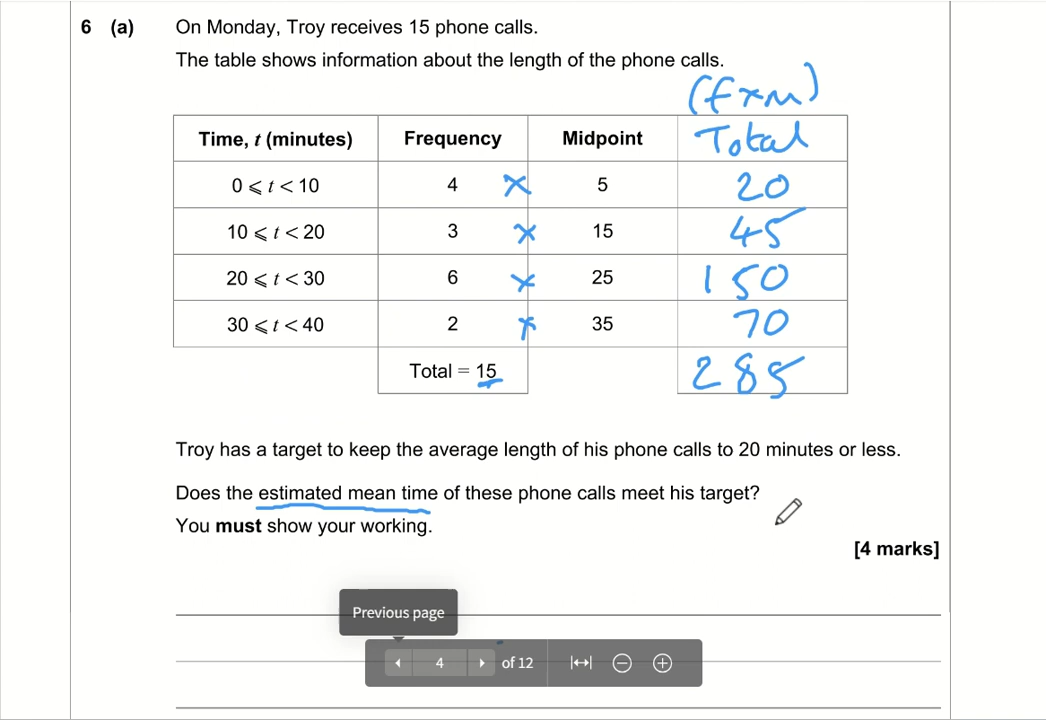 6 (a) On Monday, Troy receives 15 phone calls.
The table shows information about the length of the phone calls.
(f×M)
Time, t (minutes) Frequency Midpoint Total
0 ⩽ t < 10 4 × 5 20
10 ⩽ t < 20 3 × 15 45
20 ⩽ t < 30 6 × 25 150
30 ⩽ t < 40 2 × 35 70
Total = 15 285
Troy has a target to keep the average length of his phone calls to 20 minutes or less.
Does the estimated mean time of these phone calls meet his target?
You must show your working.
[4 marks]
Previous page
4 of 12